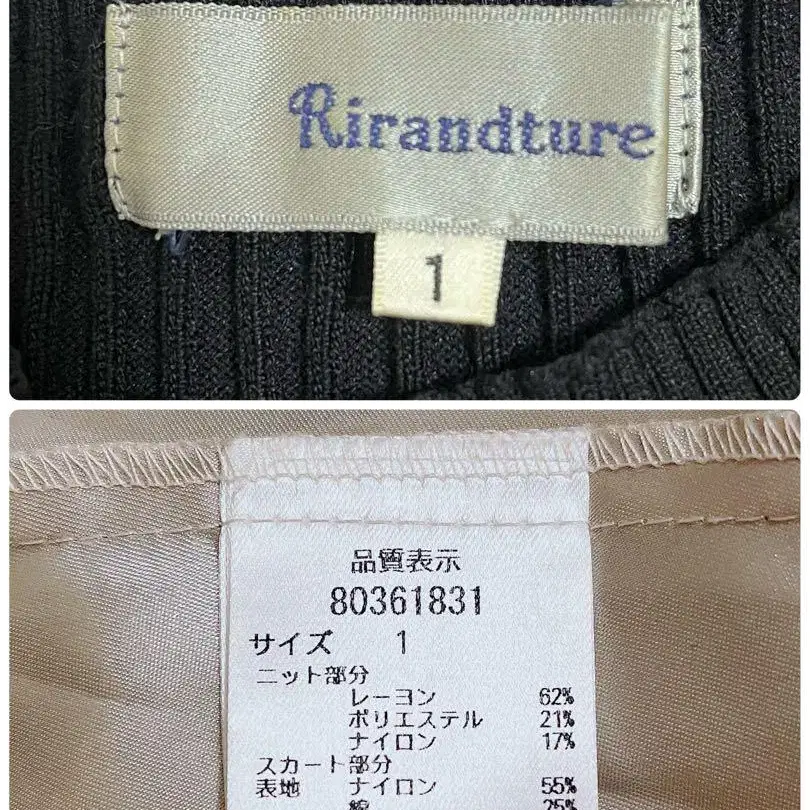 Rirandture
1
品質表示
80361831
サイズ 1
ニット部分
レーヨン 62%
ポリエステル 21%
ナイロン 17%
スカート部分
表地 ナイロン 55%
綿 25%